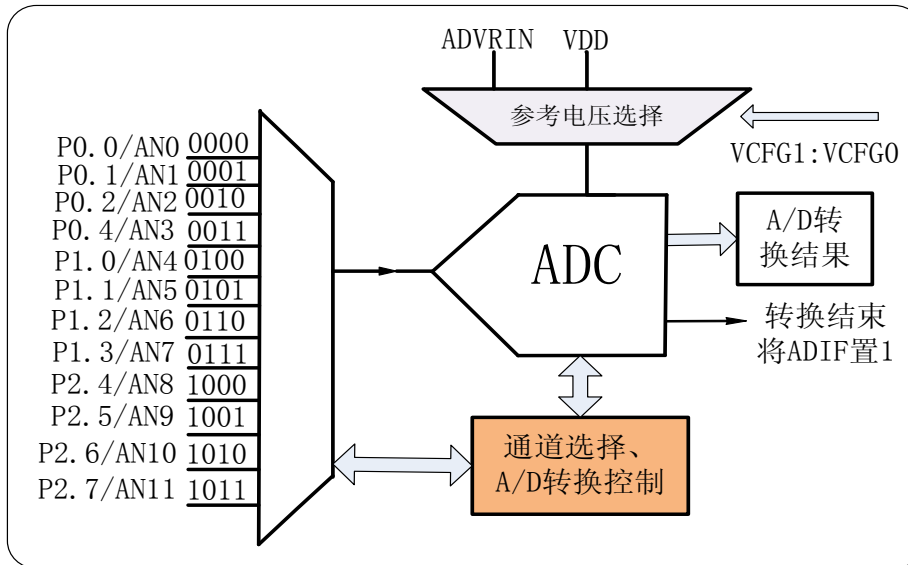 ADVRIN VDD
参考电压选择
VCFG1:VCFG0
P0.0/AN0 0000
P0.1/AN1 0001
P0.2/AN2 0010
P0.4/AN3 0011
P1.0/AN4 0100
P1.1/AN5 0101
P1.2/AN6 0110
P1.3/AN7 0111
P2.4/AN8 1000
P2.5/AN9 1001
P2.6/AN10 1010
P2.7/AN11 1011
ADC
A/D转
换结果
转换结束
将ADIF置1
通道选择、
A/D转换控制